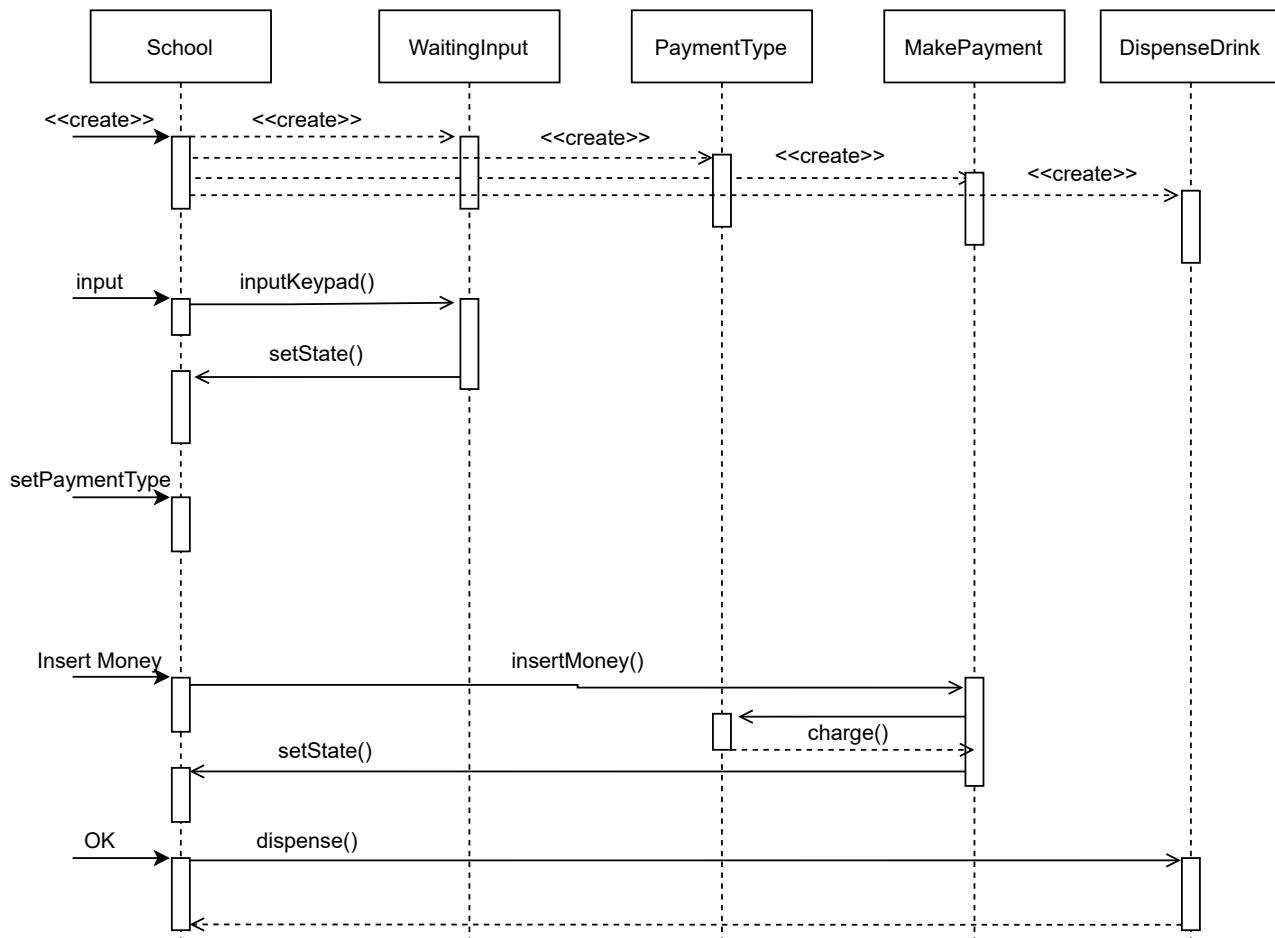 School
WaitingInput
PaymentType
MakePayment
DispenseDrink
<<create>>
<<create>>
<<create>>
<<create>>
<<create>>
input
inputKeypad()
setState()
setPaymentType
Insert Money
insertMoney()
charge()
setState()
OK
dispense()